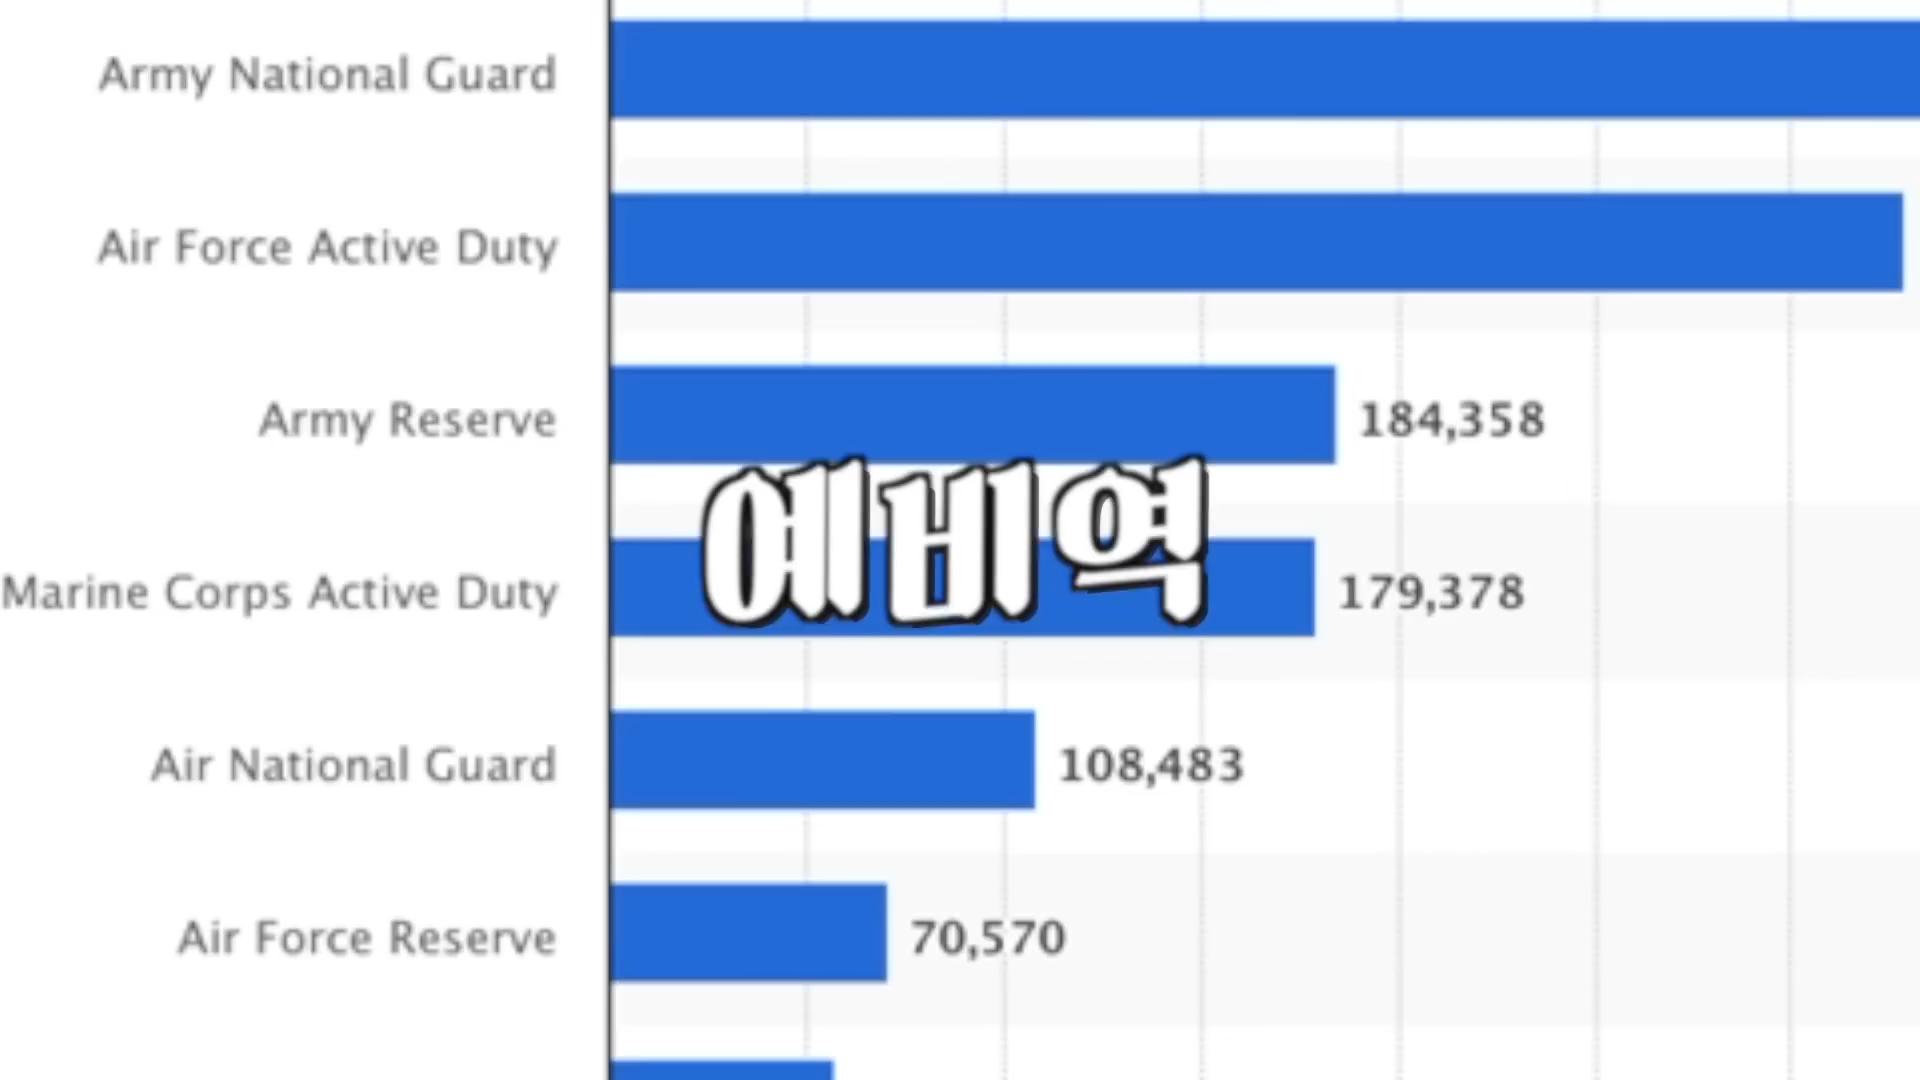 Army National Guard
Air Force Active Duty
Army Reserve 184,358
예비역
Marine Corps Active Duty 179,378
Air National Guard 108,483
Air Force Reserve 70,570